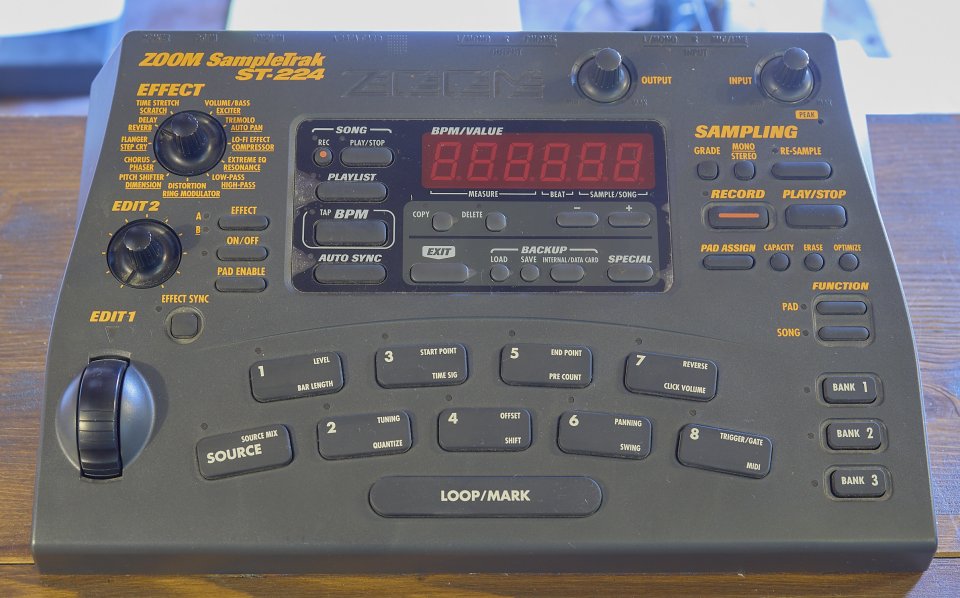 ZOOM SampleTrak
ST-224
ZOOM
OUTPUT
INPUT
MAX
PEAK
EFFECT
TIME STRETCH
SCRATCH
DELAY
REVERB
FLANGER
STEP CRY
CHORUS
PHASER
PITCH SHIFTER
DIMENSION
DISTORTION
RING MODULATOR
VOLUME/BASS
EXCITER
TREMOLO
AUTO PAN
LO-FI EFFECT
COMPRESSOR
EXTREME EQ
RESONANCE
LOW-PASS
HIGH-PASS
EDIT 2
A
B
EFFECT
ON/OFF
PAD ENABLE
EFFECT SYNC
EDIT 1
SONG
REC
PLAY/STOP
PLAYLIST
TAP BPM
AUTO SYNC
BPM/VALUE
MEASURE
BEAT
SAMPLE/SONG
COPY
DELETE
−
+
EXIT
BACKUP
LOAD
SAVE
INTERNAL/DATA CARD
SPECIAL
SAMPLING
GRADE
MONO
STEREO
RE-SAMPLE
RECORD
PLAY/STOP
PAD ASSIGN
CAPACITY
ERASE
OPTIMIZE
FUNCTION
PAD
SONG
1
LEVEL
BAR LENGTH
3
START POINT
TIME SIG
5
END POINT
PRE COUNT
7
REVERSE
CLICK VOLUME
SOURCE MIX
SOURCE
2
TUNING
QUANTIZE
4
OFFSET
SHIFT
6
PANNING
SWING
8
TRIGGER/GATE
MIDI
BANK 1
BANK 2
BANK 3
LOOP/MARK